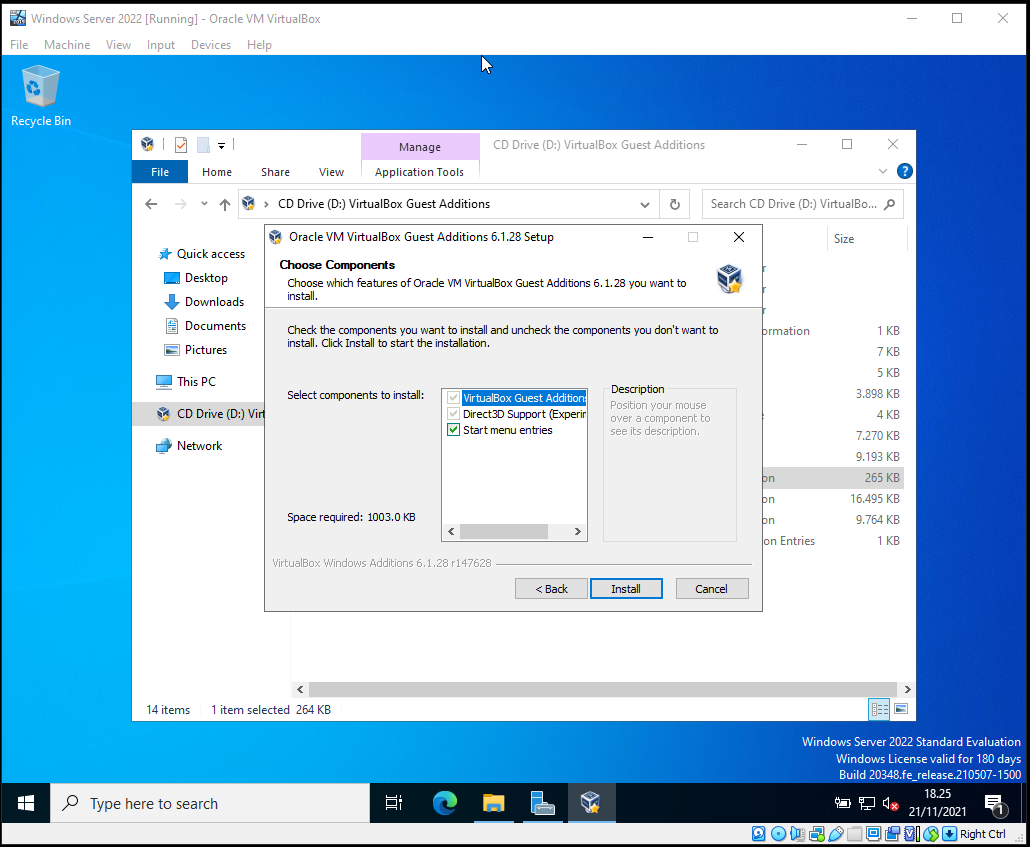 Windows Server 2022 [Running] - Oracle VM VirtualBox
File Machine View Input Devices Help
Recycle Bin
Manage
CD Drive (D:) VirtualBox Guest Additions
File Home Share View Application Tools
CD Drive (D:) VirtualBox Guest Additions
Search CD Drive (D:) VirtualBo...
Quick access
Desktop
Downloads
Documents
Pictures
This PC
CD Drive (D:) Virt
Network
Oracle VM VirtualBox Guest Additions 6.1.28 Setup
Choose Components
Choose which features of Oracle VM VirtualBox Guest Additions 6.1.28 you want to
install.
Check the components you want to install and uncheck the components you don't want to
install. Click Install to start the installation.
Select components to install:
VirtualBox Guest Additions
Direct3D Support (Experin
Start menu entries
Description
Position your mouse
over a component to
see its description.
Space required: 1003.0 KB
VirtualBox Windows Additions 6.1.28 r147628
< Back
Install
Cancel
Size
r
r
r
ormation 1 KB
7 KB
5 KB
3.898 KB
e 4 KB
7.270 KB
9.193 KB
on 265 KB
on 16.495 KB
on 9.764 KB
on Entries 1 KB
14 items 1 item selected 264 KB
Windows Server 2022 Standard Evaluation
Windows License valid for 180 days
Build 20348.fe_release.210507-1500
Type here to search
18.25
21/11/2021
1
Right Ctrl